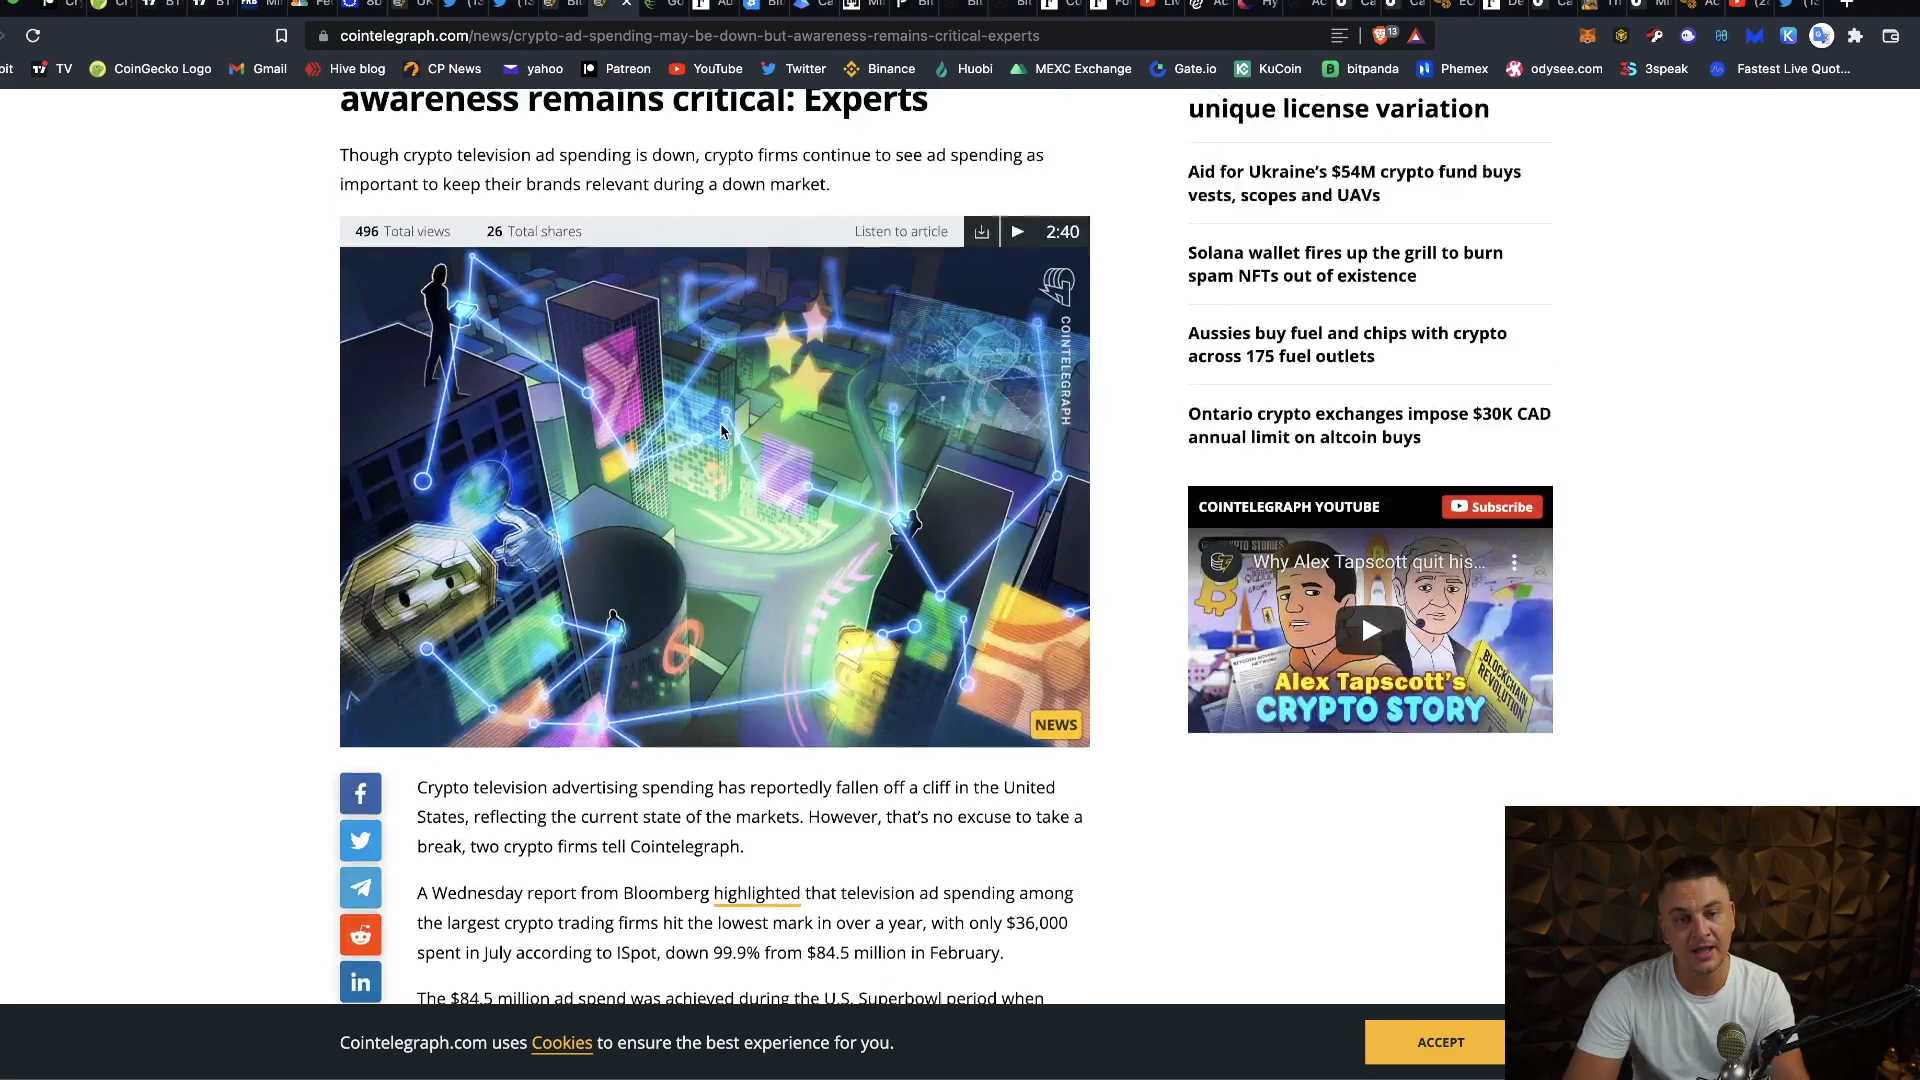 cointelegraph.com/news/crypto-ad-spending-may-be-down-but-awareness-remains-critical-experts
13
TV
CoinGecko Logo
Gmail
Hive blog
CP News
yahoo
Patreon
YouTube
Twitter
Binance
Huobi
MEXC Exchange
Gate.io
KuCoin
bitpanda
Phemex
odysee.com
3speak
Fastest Live Quot...
awareness remains critical: Experts
Though crypto television ad spending is down, crypto firms continue to see ad spending as
important to keep their brands relevant during a down market.
496 Total views
26 Total shares
Listen to article
2:40
COINTELEGRAPH
NEWS
Crypto television advertising spending has reportedly fallen off a cliff in the United
States, reflecting the current state of the markets. However, that’s no excuse to take a
break, two crypto firms tell Cointelegraph.
A Wednesday report from Bloomberg highlighted that television ad spending among
the largest crypto trading firms hit the lowest mark in over a year, with only $36,000
spent in July according to ISpot, down 99.9% from $84.5 million in February.
The $84.5 million ad spend was achieved during the U.S. Superbowl period when
unique license variation
Aid for Ukraine’s $54M crypto fund buys
vests, scopes and UAVs
Solana wallet fires up the grill to burn
spam NFTs out of existence
Aussies buy fuel and chips with crypto
across 175 fuel outlets
Ontario crypto exchanges impose $30K CAD
annual limit on altcoin buys
COINTELEGRAPH YOUTUBE
Subscribe
Why Alex Tapscott quit his...
BLOCKCHAIN
REVOLUTION
Alex Tapscott’s
CRYPTO STORY
Cointelegraph.com uses Cookies to ensure the best experience for you.
ACCEPT